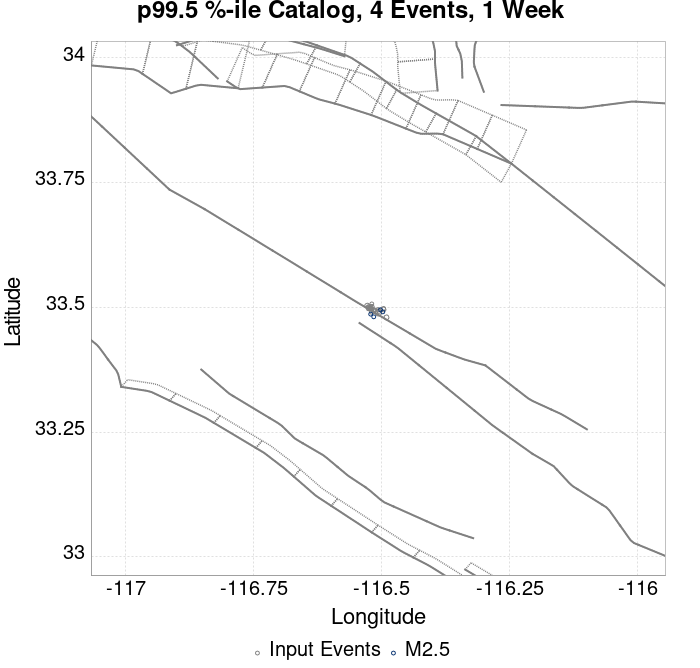 p99.5 %-ile Catalog, 4 Events, 1 Week
34
33.75
33.5
33.25
33
Latitude
-117
-116.75
-116.5
-116.25
-116
Longitude
Input Events
M2.5